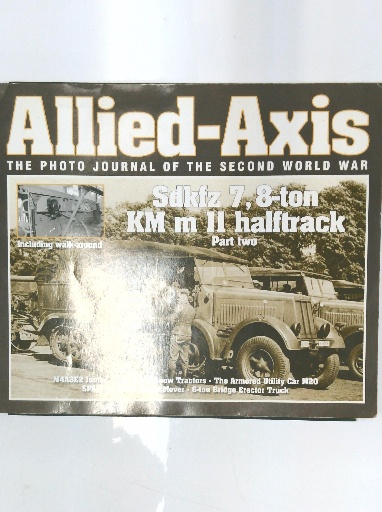 Allied-Axis
THE PHOTO JOURNAL OF THE SECOND WORLD WAR
Sdkfz 7, 8-ton
KM m 11 halftrack
Part two
Including walk-around
Tractors · The Armored Utility Car M20
6-ton Bridge Erector Truck